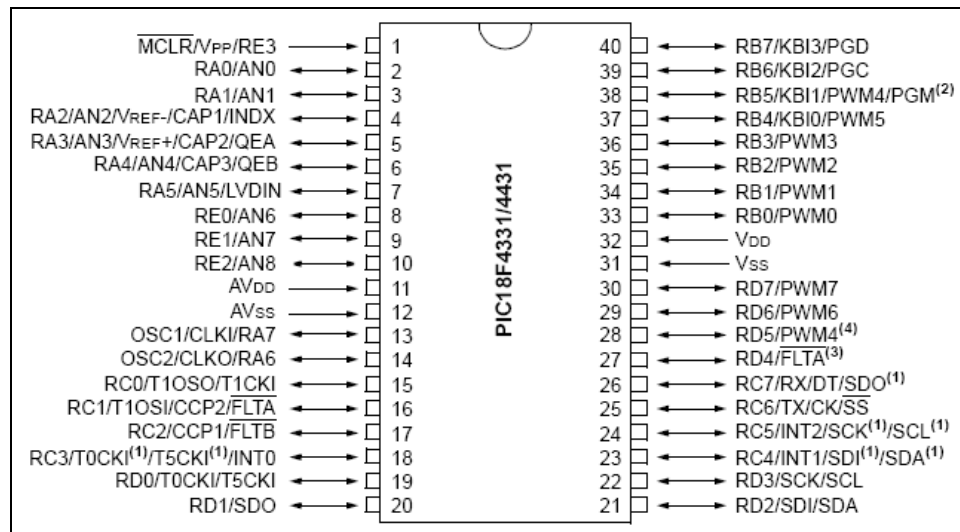 MCLR/VPP/RE3 1 40 RB7/KBI3/PGD
RA0/AN0 2 39 RB6/KBI2/PGC
RA1/AN1 3 38 RB5/KBI1/PWM4/PGM(2)
RA2/AN2/VREF-/CAP1/INDX 4 37 RB4/KBI0/PWM5
RA3/AN3/VREF+/CAP2/QEA 5 36 RB3/PWM3
RA4/AN4/CAP3/QEB 6 35 RB2/PWM2
RA5/AN5/LVDIN 7 34 RB1/PWM1
RE0/AN6 8 33 RB0/PWM0
RE1/AN7 9 32 VDD
RE2/AN8 10 31 VSS
AVDD 11 30 RD7/PWM7
AVSS 12 29 RD6/PWM6
OSC1/CLKI/RA7 13 28 RD5/PWM4(4)
OSC2/CLKO/RA6 14 27 RD4/FLTA(3)
RC0/T1OSO/T1CKI 15 26 RC7/RX/DT/SDO(1)
RC1/T1OSI/CCP2/FLTA 16 25 RC6/TX/CK/SS
RC2/CCP1/FLTB 17 24 RC5/INT2/SCK(1)/SCL(1)
RC3/T0CKI(1)/T5CKI(1)/INT0 18 23 RC4/INT1/SDI(1)/SDA(1)
RD0/T0CKI/T5CKI 19 22 RD3/SCK/SCL
RD1/SDO 20 21 RD2/SDI/SDA
PIC18F4331/4431